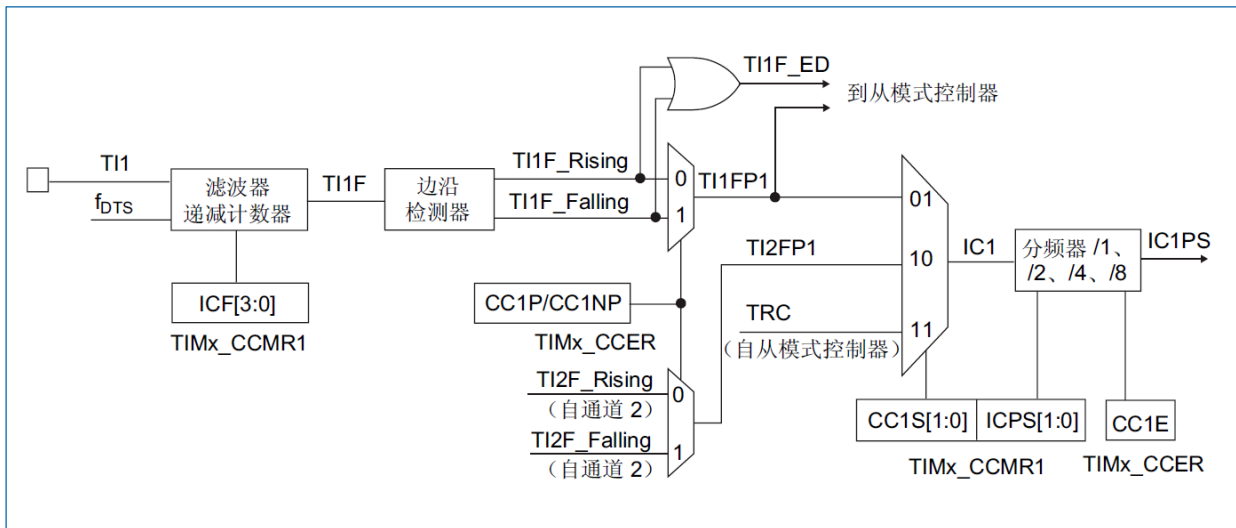 TI1F_ED
到从模式控制器
TI1
f_DTS
滤波器
递减计数器
TI1F
边沿
检测器
TI1F_Rising
TI1F_Falling
0
1
TI1FP1
01
TI2FP1
10
TRC
(自从模式控制器)
11
IC1
分频器 /1、
/2、/4、/8
IC1PS
ICF[3:0]
TIMx_CCMR1
CC1P/CC1NP
TIMx_CCER
TI2F_Rising
(自通道 2)
0
TI2F_Falling
(自通道 2)
1
CC1S[1:0]
ICPS[1:0]
CC1E
TIMx_CCMR1
TIMx_CCER